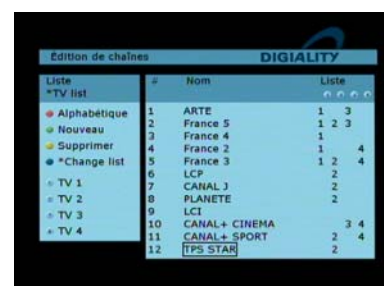 Edition de chaînes
DIGIALITY
Liste
*TV list
Alphabétique
Nouveau
Supprimer
*Change list
TV 1
TV 2
TV 3
TV 4
# Nom Liste
1 ARTE 1 3
2 France 5 1 2 3
3 France 4 1
4 France 2 1 4
5 France 3 1 2 4
6 LCP 2
7 CANAL J 2
8 PLANETE 2
9 LCI
10 CANAL+ CINEMA 3 4
11 CANAL+ SPORT 2 4
12 TPS STAR 2